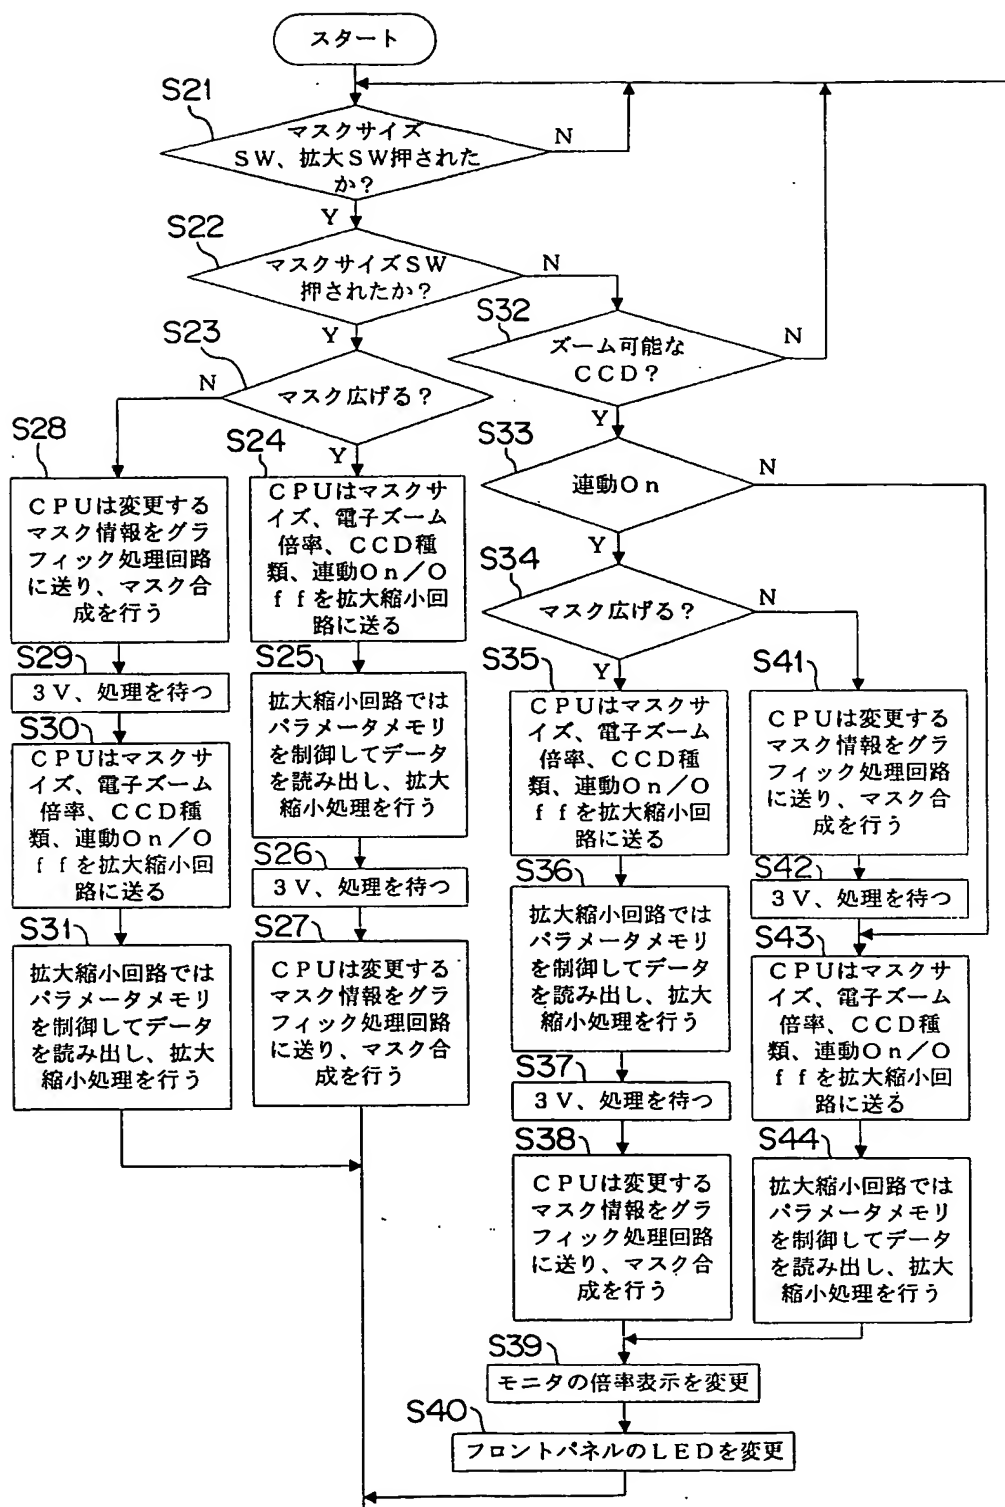 スタート
S21
マスクサイズ
SW、拡大SW押された
か?
N
Y
S22
マスクサイズSW
押されたか?
N
Y
S23
マスク広げる?
N
Y
S32
ズーム可能な
CCD?
N
Y
S33
連動On
N
Y
S34
マスク広げる?
N
Y
S28
CPUは変更する
マスク情報をグラ
フィック処理回路
に送り、マスク合
成を行う
S29
3V、処理を待つ
S30
CPUはマスクサ
イズ、電子ズーム
倍率、CCD種
類、連動On/O
ffを拡大縮小回
路に送る
S31
拡大縮小回路では
パラメータメモリ
を制御してデータ
を読み出し、拡大
縮小処理を行う
S24
CPUはマスクサ
イズ、電子ズーム
倍率、CCD種
類、連動On/O
ffを拡大縮小回
路に送る
S25
拡大縮小回路では
パラメータメモリ
を制御してデータ
を読み出し、拡大
縮小処理を行う
S26
3V、処理を待つ
S27
CPUは変更する
マスク情報をグラ
フィック処理回路
に送り、マスク合
成を行う
S35
CPUはマスクサ
イズ、電子ズーム
倍率、CCD種
類、連動On/O
ffを拡大縮小回
路に送る
S36
拡大縮小回路では
パラメータメモリ
を制御してデータ
を読み出し、拡大
縮小処理を行う
S37
3V、処理を待つ
S38
CPUは変更する
マスク情報をグラ
フィック処理回路
に送り、マスク合
成を行う
S41
CPUは変更する
マスク情報をグラ
フィック処理回路
に送り、マスク合
成を行う
S42
3V、処理を待つ
S43
CPUはマスクサ
イズ、電子ズーム
倍率、CCD種
類、連動On/O
ffを拡大縮小回
路に送る
S44
拡大縮小回路では
パラメータメモリ
を制御してデータ
を読み出し、拡大
縮小処理を行う
S39
モニタの倍率表示を変更
S40
フロントパネルのLEDを変更